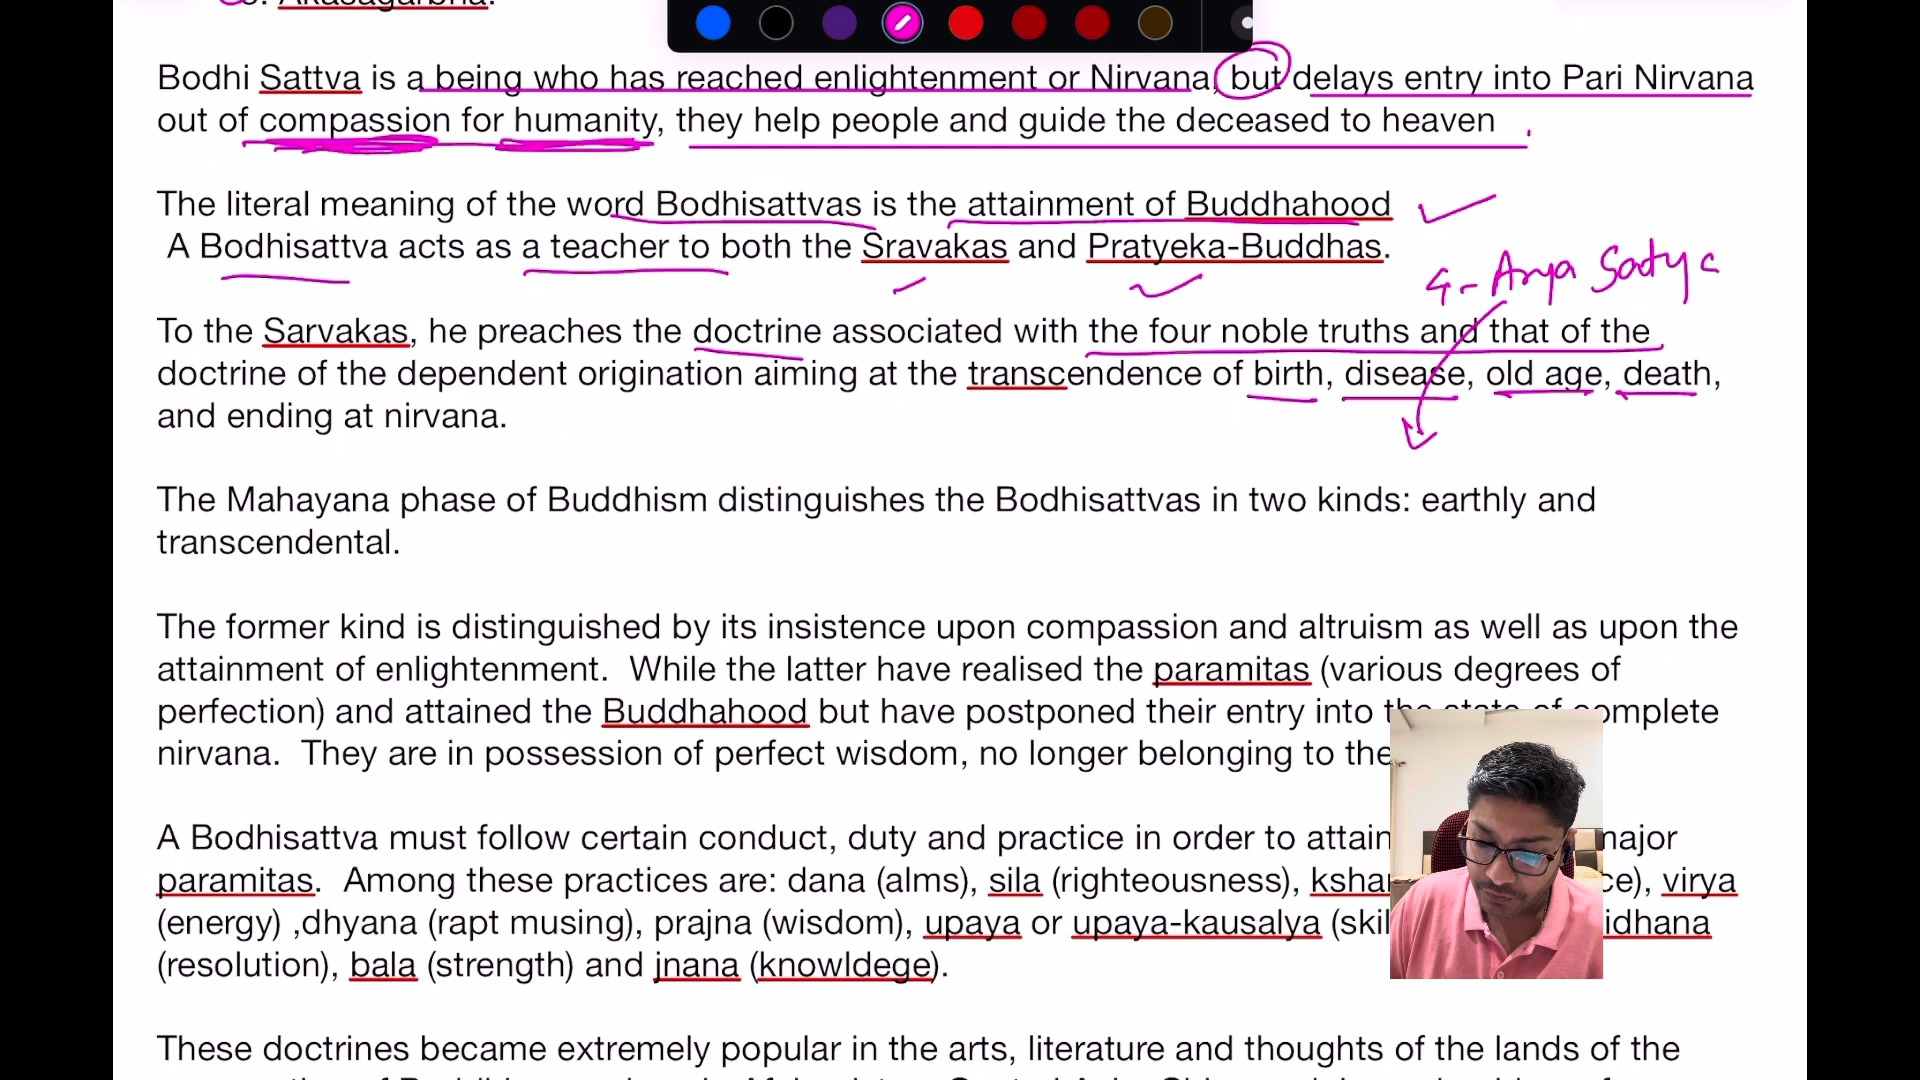 Akasagarbha.
Bodhi Sattva is a being who has reached enlightenment or Nirvana, but delays entry into Pari Nirvana
out of compassion for humanity, they help people and guide the deceased to heaven
The literal meaning of the word Bodhisattvas is the attainment of Buddhahood
A Bodhisattva acts as a teacher to both the Sravakas and Pratyeka-Buddhas.
4- Arya Satya
To the Sarvakas, he preaches the doctrine associated with the four noble truths and that of the
doctrine of the dependent origination aiming at the transcendence of birth, disease, old age, death,
and ending at nirvana.
The Mahayana phase of Buddhism distinguishes the Bodhisattvas in two kinds: earthly and
transcendental.
The former kind is distinguished by its insistence upon compassion and altruism as well as upon the
attainment of enlightenment. While the latter have realised the paramitas (various degrees of
perfection) and attained the Buddhahood but have postponed their entry into the state of complete
nirvana. They are in possession of perfect wisdom, no longer belonging to the
A Bodhisattva must follow certain conduct, duty and practice in order to attain major
paramitas. Among these practices are: dana (alms), sila (righteousness), virya
(energy) ,dhyana (rapt musing), prajna (wisdom), upaya or upaya-kausalya
(resolution), bala (strength) and jnana (knowldege).
These doctrines became extremely popular in the arts, literature and thoughts of the lands of the